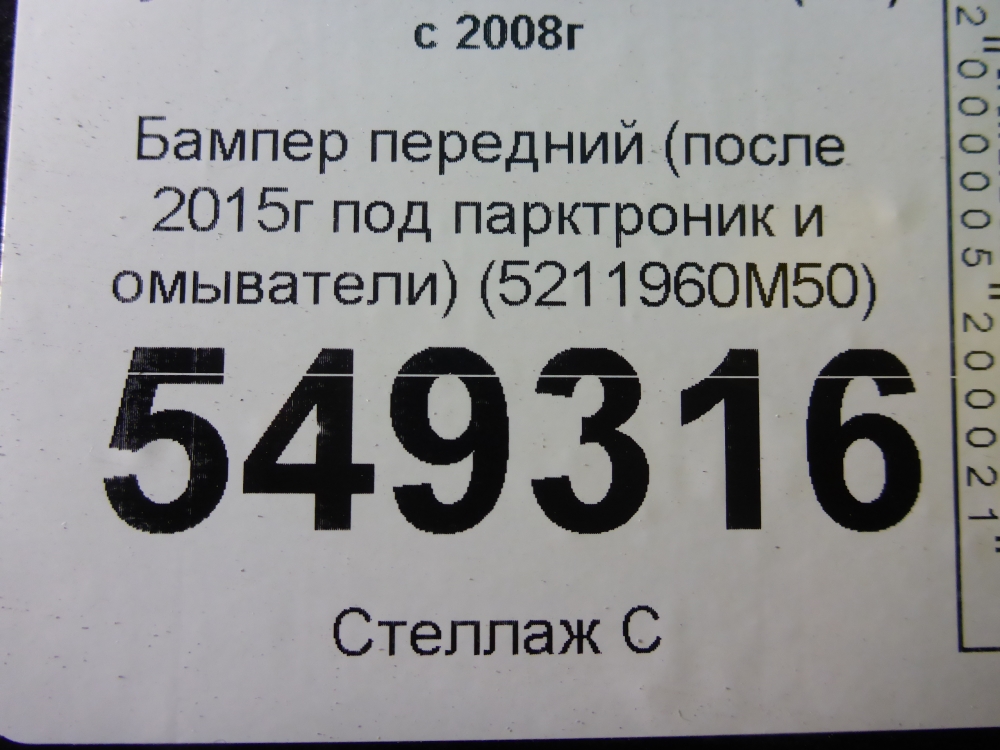 с 2008г
Бампер передний (после
2015г под парктроник и
омыватели) (5211960M50)
549316
Стеллаж С
2"000005"200021"